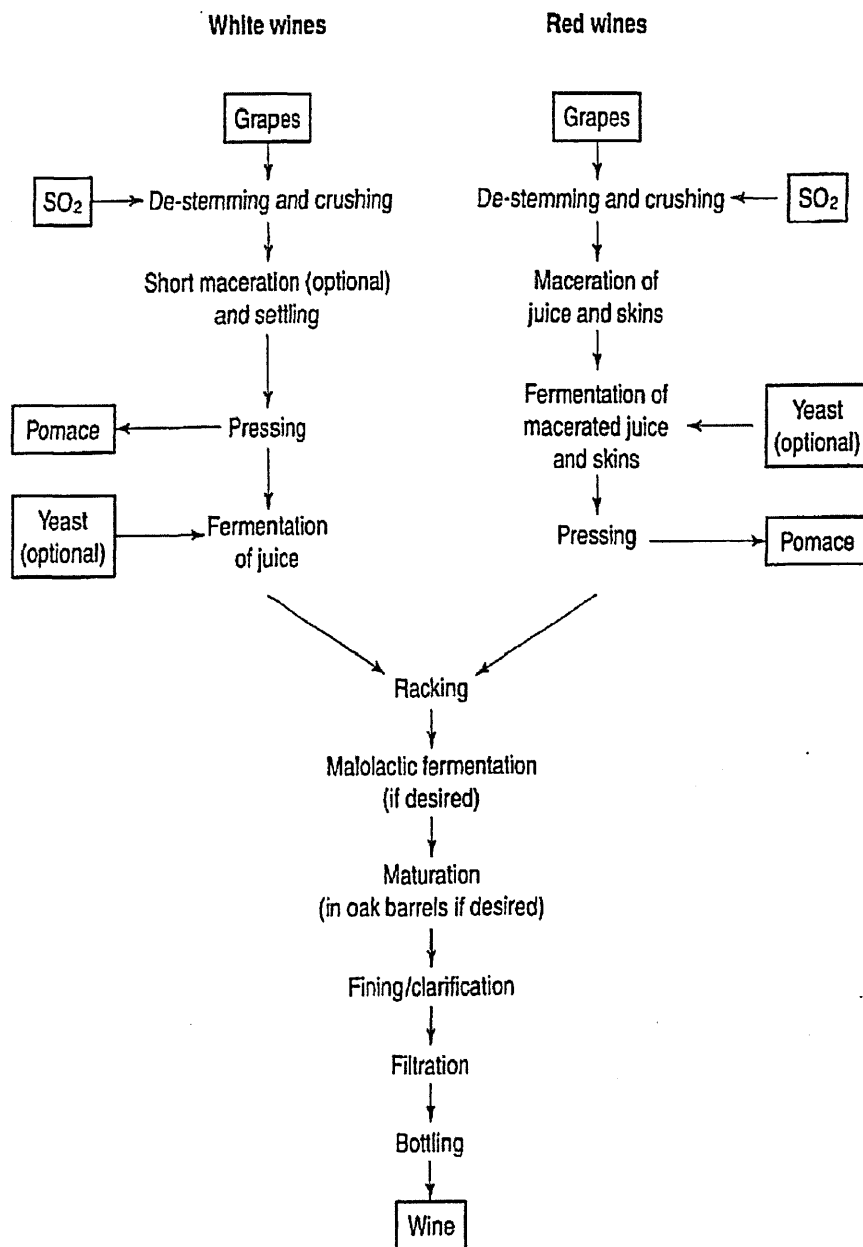 White wines
Red wines
Grapes
Grapes
SO₂
De-stemming and crushing
De-stemming and crushing
SO₂
Short maceration (optional)
and settling
Maceration of
juice and skins
Pomace
Pressing
Fermentation of
macerated juice
and skins
Yeast
(optional)
Yeast
(optional)
Fermentation
of juice
Pressing
Pomace
Racking
Malolactic fermentation
(if desired)
Maturation
(in oak barrels if desired)
Fining/clarification
Filtration
Bottling
Wine